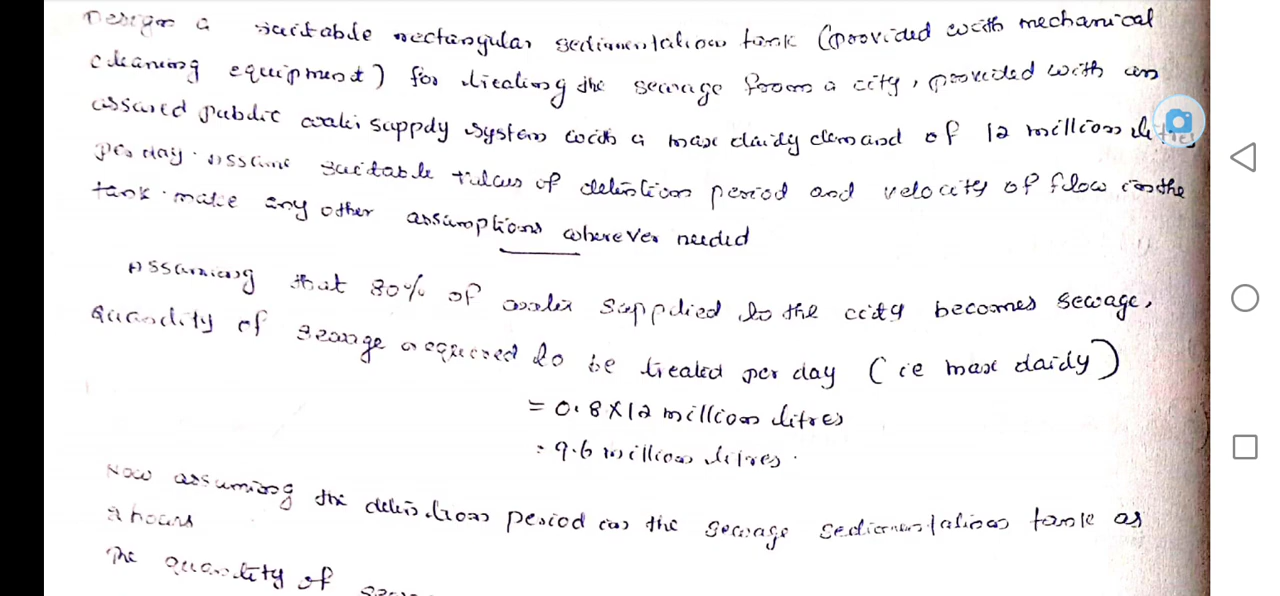 Design a suitable rectangular sedimentation tank (provided with mechanical
cleaning equipment) for treating the sewage from a city, provided with an
assured public water supply system with a max daily demand of 12 million litres
per day. Assume suitable values of detention period and velocity of flow in the
tank. make any other assumptions wherever needed
Assuming that 80% of water supplied to the city becomes sewage,
Quantity of sewage required to be treated per day (ie max daily)
= 0.8 X 12 million litres
= 9.6 million litres.
Now assuming the detention period in the sewage sedimentation tank as
2 hours
The quantity of